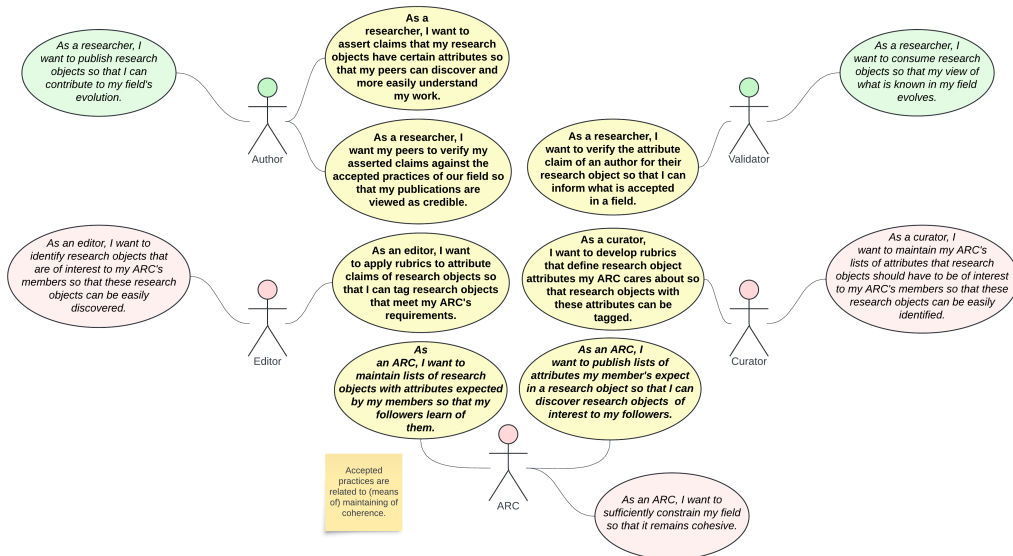 As a researcher, I
want to publish research
objects so that I can
contribute to my field's
evolution.
As a
researcher, I want to
assert claims that my research
objects have certain attributes so
that my peers can discover and
more easily understand
my work.
As a researcher, I
want my peers to verify my
asserted claims against the
accepted practices of our field so
that my publications are
viewed as credible.
Author
As a researcher, I
want to consume research
objects so that my view of
what is known in my field
evolves.
As a researcher, I
want to verify the attribute
claim of an author for their
research object so that I can
inform what is accepted
in a field.
Validator
As an editor, I want to
identify research objects that
are of interest to my ARC's
members so that these research
objects can be easily
discovered.
As an editor, I want
to apply rubrics to attribute
claims of research objects so
that I can tag research objects
that meet my ARC's
requirements.
Editor
As a curator,
I want to develop rubrics
that define research object
attributes my ARC cares about so
that research objects with
these attributes can be
tagged.
As a curator, I
want to maintain my ARC's
lists of attributes that research
objects should have to be of interest
to my ARC's members so that these
research objects can be easily
identified.
Curator
As
an ARC, I want to
maintain lists of research
objects with attributes expected
by my members so that my
followers learn of
them.
As an ARC, I
want to publish lists of
attributes my member's expect
in a research object so that I can
discover research objects of
interest to my followers.
ARC
Accepted
practices are
related to (means
of) maintaining of
coherence.
As an ARC, I want to
sufficiently constrain my field
so that it remains cohesive.